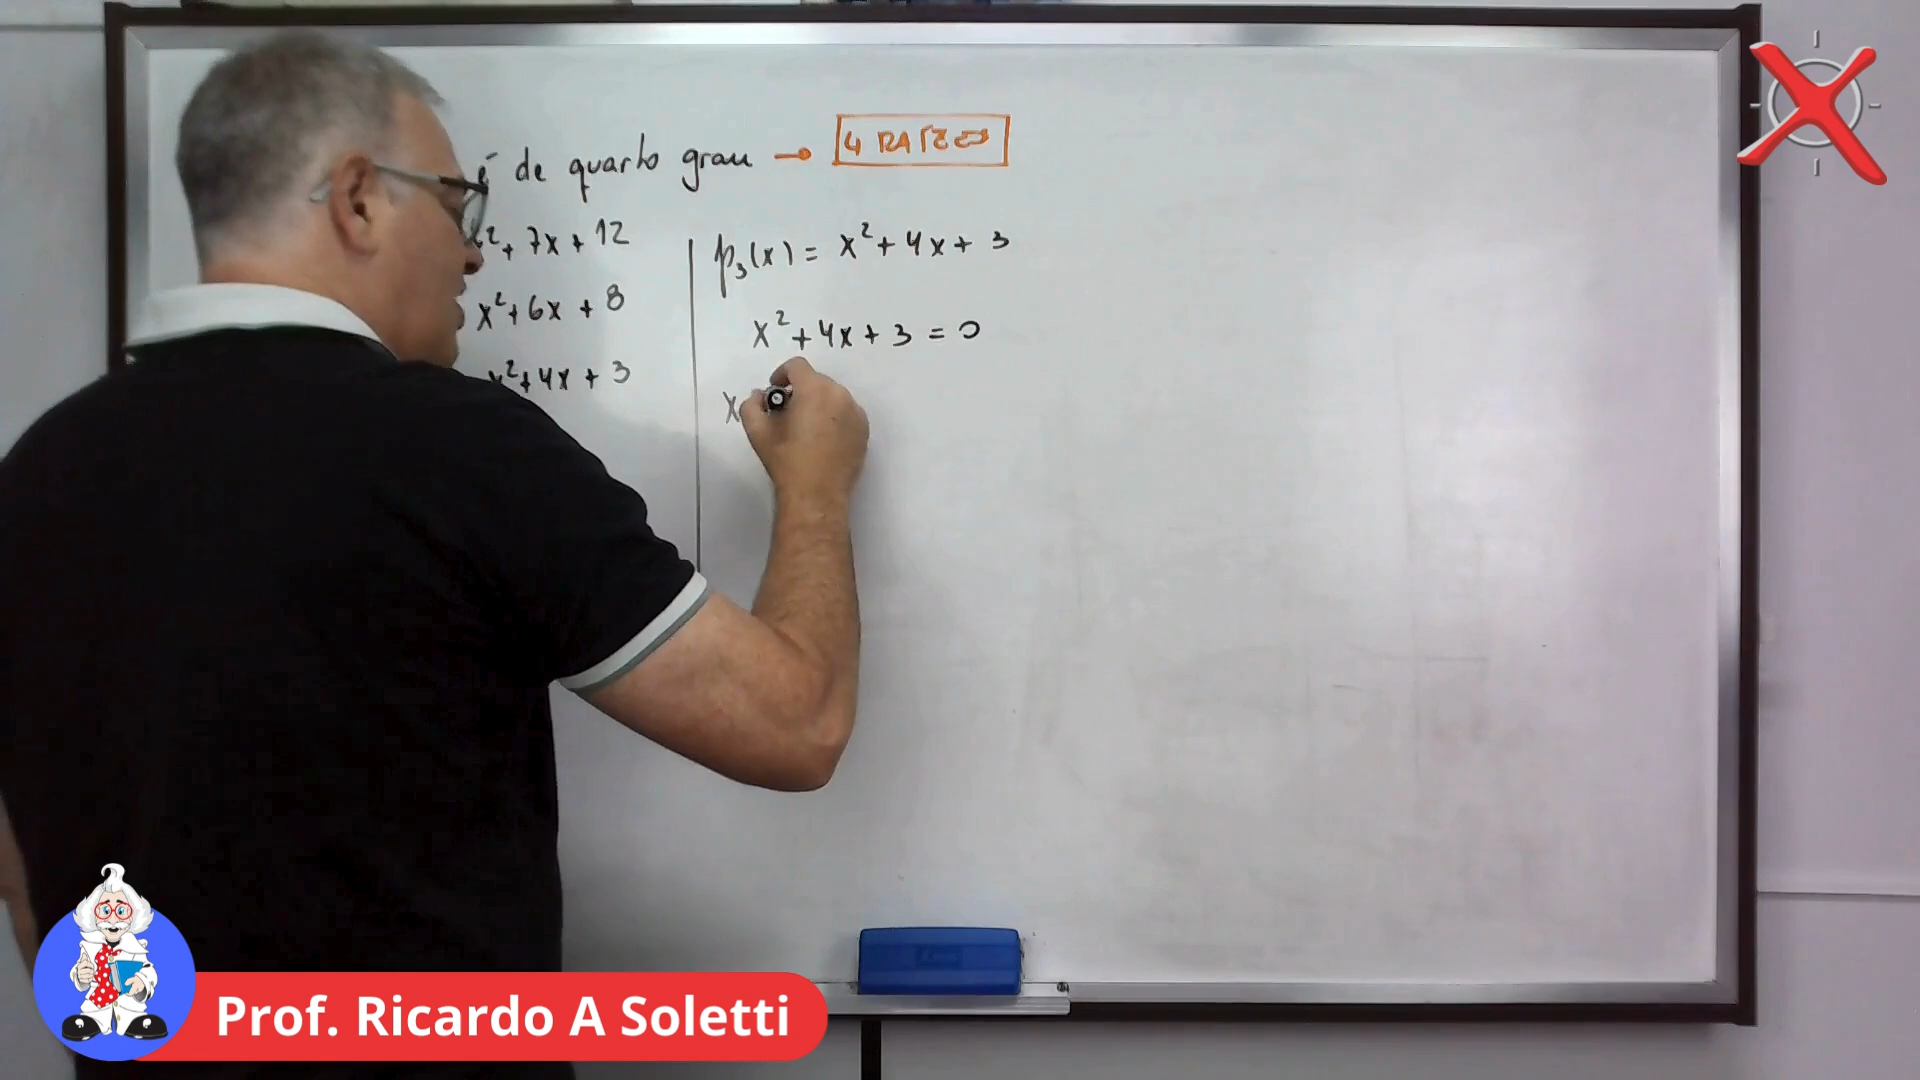 é de quarto grau → 4 RAÍZES
x²+ 7x + 12
x²+6x + 8
x²+4x + 3
p₃(x) = x²+ 4x + 3
x²+4x + 3 = 0
x
Prof. Ricardo A Soletti